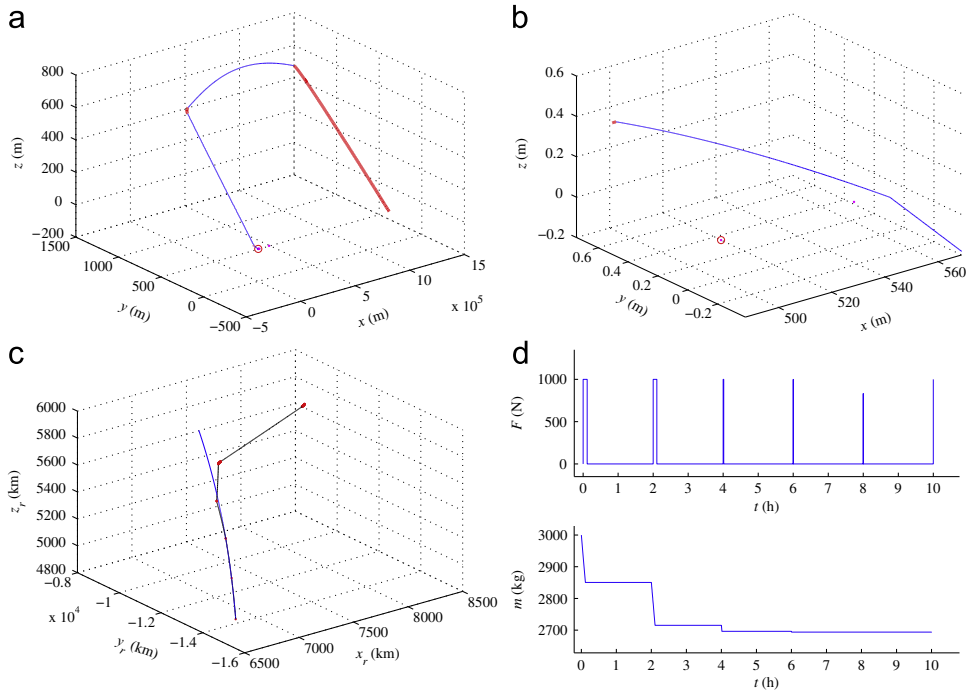 a
800
600
400
200
0
−200
z (m)
1500
1000
500
0
−500
y (m)
−5
0
5
10
15
x 10⁵
x (m)
b
0.6
0.4
0.2
0
−0.2
z (m)
0.6
0.4
0.2
0
−0.2
y (m)
500
520
540
560
x (m)
c
6000
5800
5600
5400
5200
5000
4800
z_r (km)
−0.8
−1
−1.2
−1.4
−1.6
x 10⁴
y_r (km)
6500
7000
7500
8000
8500
x_r (km)
d
1000
500
0
F (N)
0 1 2 3 4 5 6 7 8 9 10
t (h)
3000
2900
2800
2700
m (kg)
0 1 2 3 4 5 6 7 8 9 10
t (h)